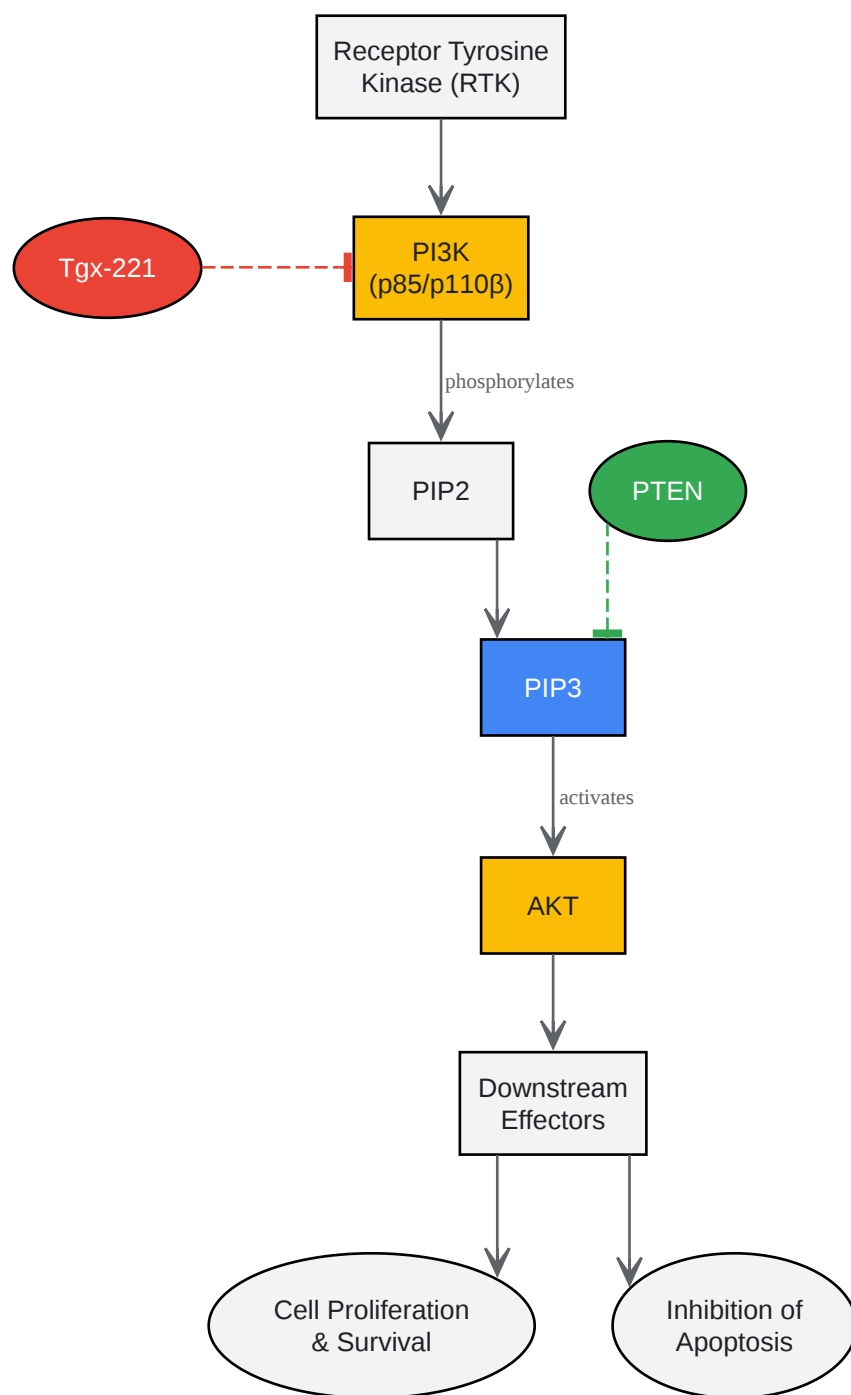 Receptor Tyrosine
Kinase (RTK)
Tgx-221
PI3K
(p85/p110β)
phosphorylates
PIP2
PTEN
PIP3
activates
AKT
Downstream
Effectors
Cell Proliferation
& Survival
Inhibition of
Apoptosis